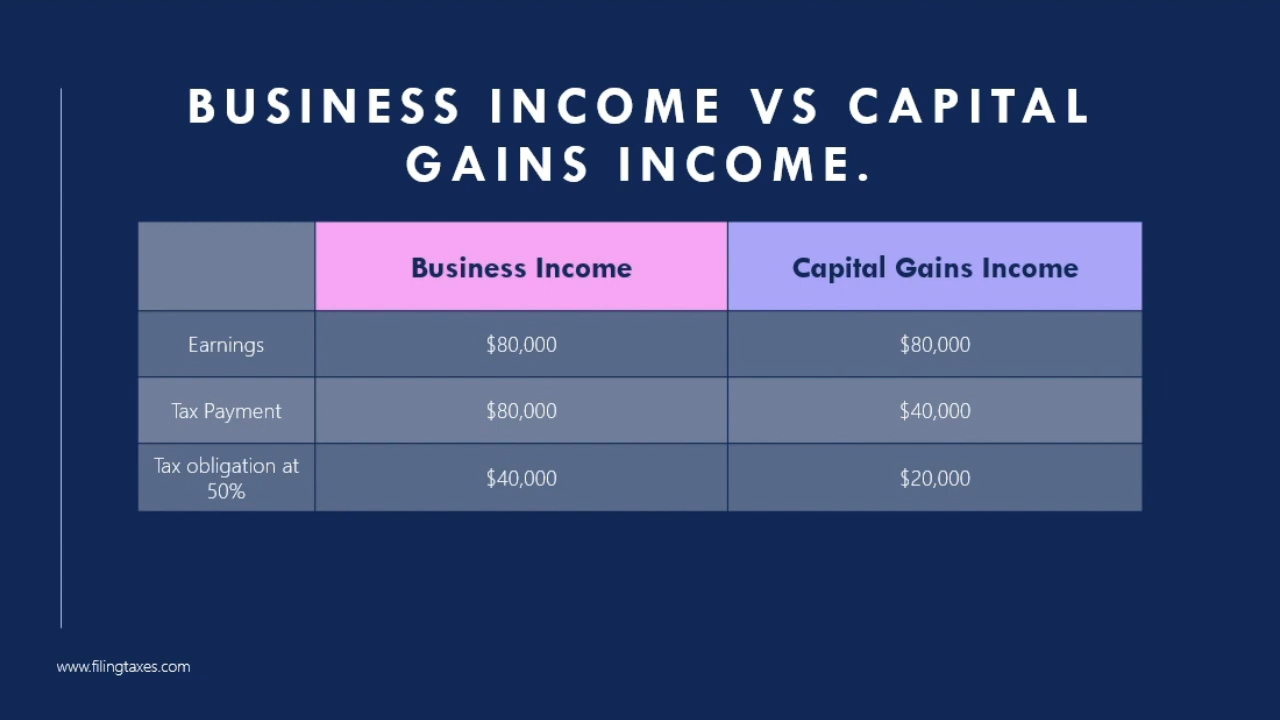 BUSINESS INCOME VS CAPITAL
GAINS INCOME.
Business Income Capital Gains Income
Earnings $80,000 $80,000
Tax Payment $80,000 $40,000
Tax obligation at
50% $40,000 $20,000
www.filingtaxes.com